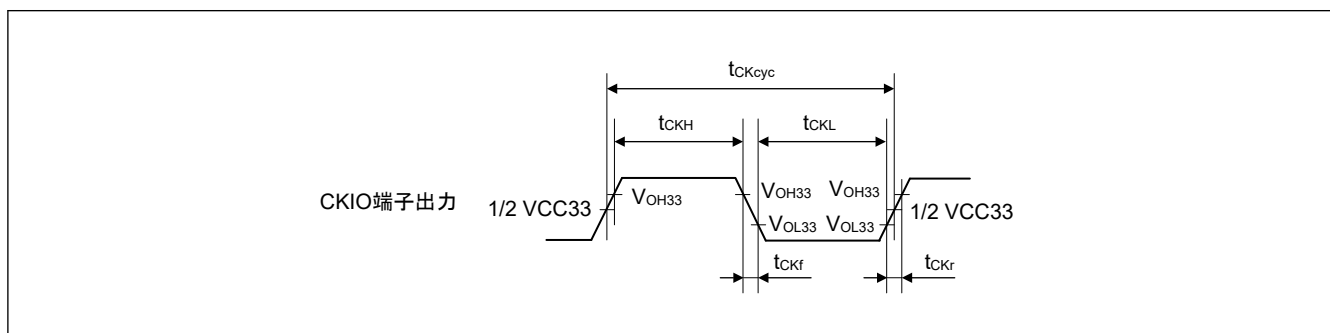 tCKcyc
tCKH
tCKL
CKIO端子出力
1/2 VCC33
VOH33
VOH33
VOL33
VOH33
VOL33
1/2 VCC33
tCKf
tCKr